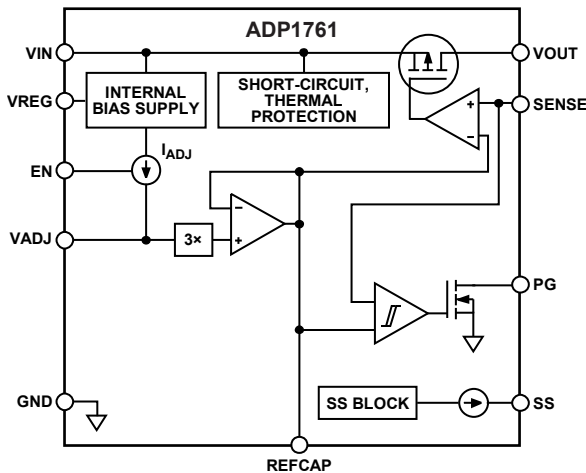 ADP1761
VIN
VOUT
VREG
INTERNAL
BIAS SUPPLY
SHORT-CIRCUIT,
THERMAL
PROTECTION
+
−
SENSE
IADJ
EN
−
+
VADJ
3×
PG
GND
SS BLOCK
SS
REFCAP